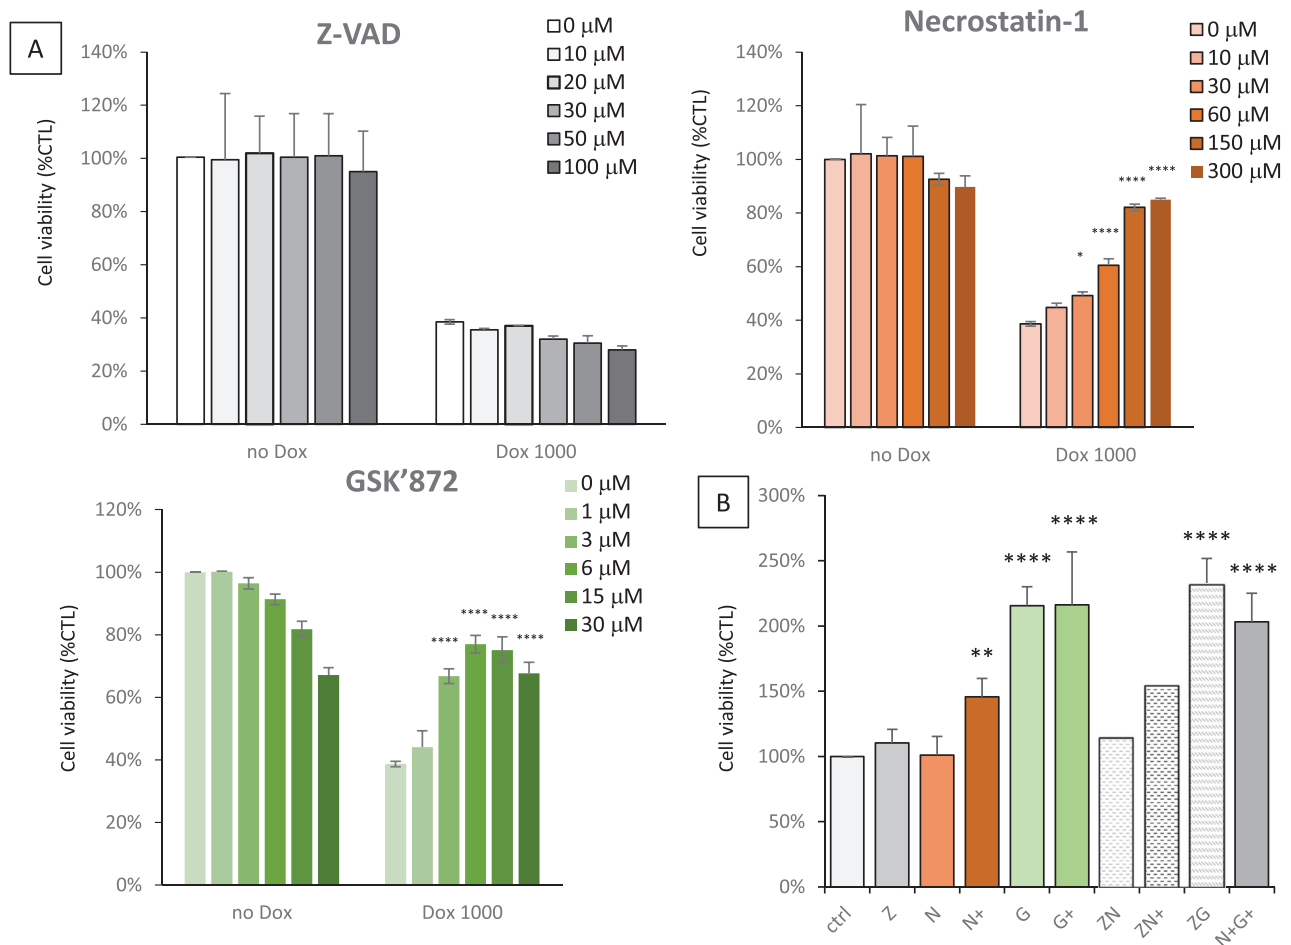 A
Z-VAD
0 μM
10 μM
20 μM
30 μM
50 μM
100 μM
140%
120%
100%
80%
60%
40%
20%
0%
Cell viability (%CTL)
no Dox
Dox 1000
Necrostatin-1
0 μM
10 μM
30 μM
60 μM
150 μM
300 μM
140%
120%
100%
80%
60%
40%
20%
0%
Cell viability (%CTL)
*
****
****
****
no Dox
Dox 1000
GSK'872
0 μM
1 μM
3 μM
6 μM
15 μM
30 μM
120%
100%
80%
60%
40%
20%
0%
Cell viability (%CTL)
****
****
****
****
no Dox
Dox 1000
B
300%
250%
200%
150%
100%
50%
0%
Cell viability (%CTL)
**
****
****
****
****
ctrl
Z
N
N+
G
G+
ZN
ZN+
ZG
N+G+